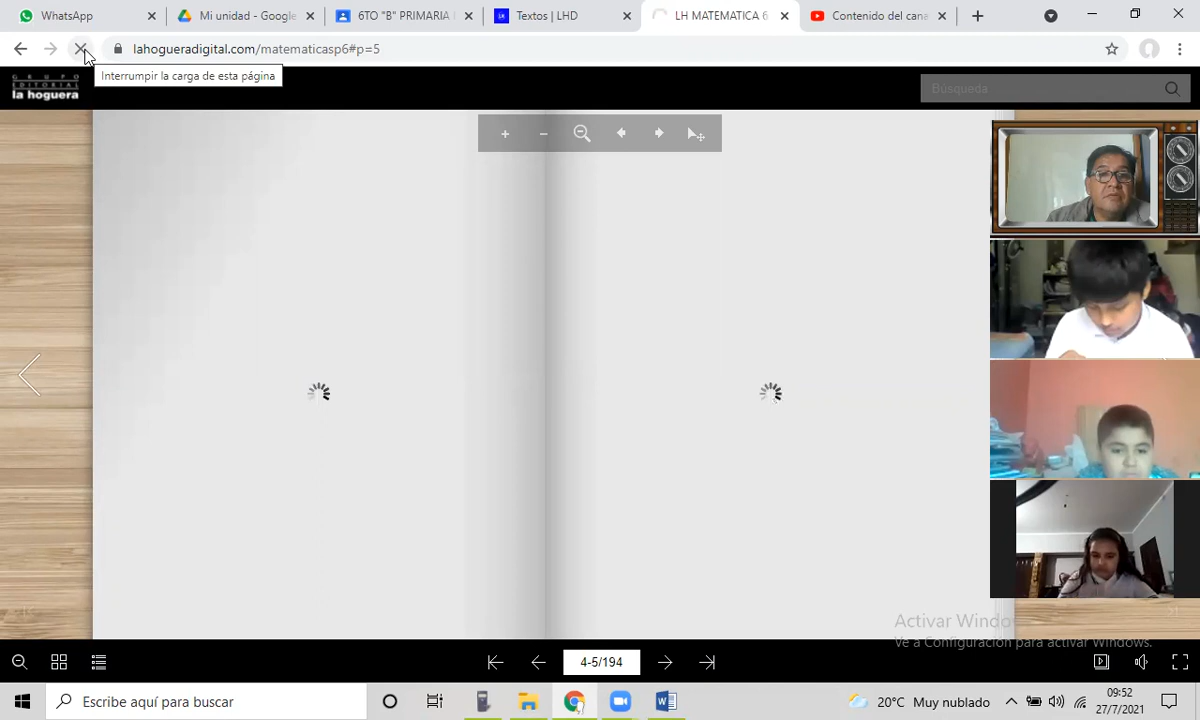 WhatsApp
Mi unidad - Google
6TO "B" PRIMARIA
Textos | LHD
LH MATEMATICA 6
Contenido del cana
lahogueradigital.com/matematicasp6#p=5
Interrumpir la carga de esta página
GRUPO
EDITORIAL
la hoguera
Búsqueda
Activar Windo
Ve a Configuración para activar Windows.
4-5/194
Escribe aquí para buscar
20°C Muy nublado
09:52
27/7/2021